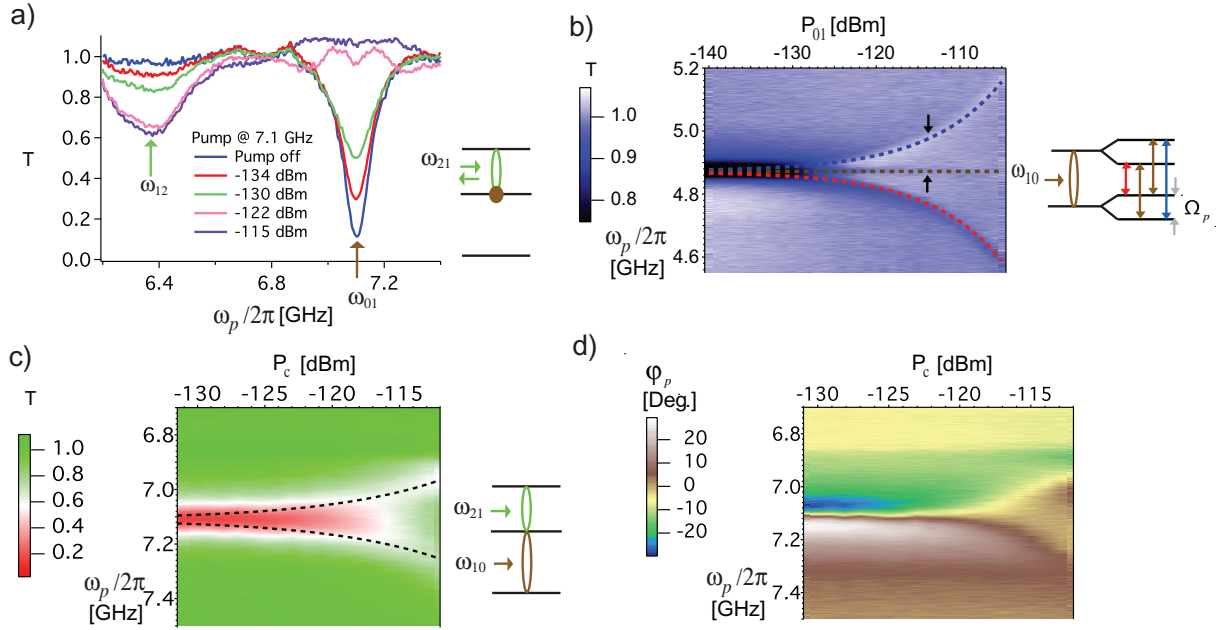 a)
T
1.0
0.8
0.6
0.4
0.2
0.0
Pump @ 7.1 GHz
Pump off
-134 dBm
-130 dBm
-122 dBm
-115 dBm
ω12
ω01
6.4
6.8
7.2
ωp/2π [GHz]
ω21
b)
P01 [dBm]
-140
-130
-120
-110
T
1.0
0.9
0.8
5.2
5.0
4.8
4.6
ωp/2π
[GHz]
ω10
Ωp
c)
Pc [dBm]
-130
-125
-120
-115
T
1.0
0.8
0.6
0.4
0.2
6.8
7.0
7.2
7.4
ωp/2π
[GHz]
ω21
ω10
d)
Pc [dBm]
-130
-125
-120
-115
φp
[Deg.]
20
10
0
-10
-20
6.8
7.0
7.2
7.4
ωp/2π
[GHz]